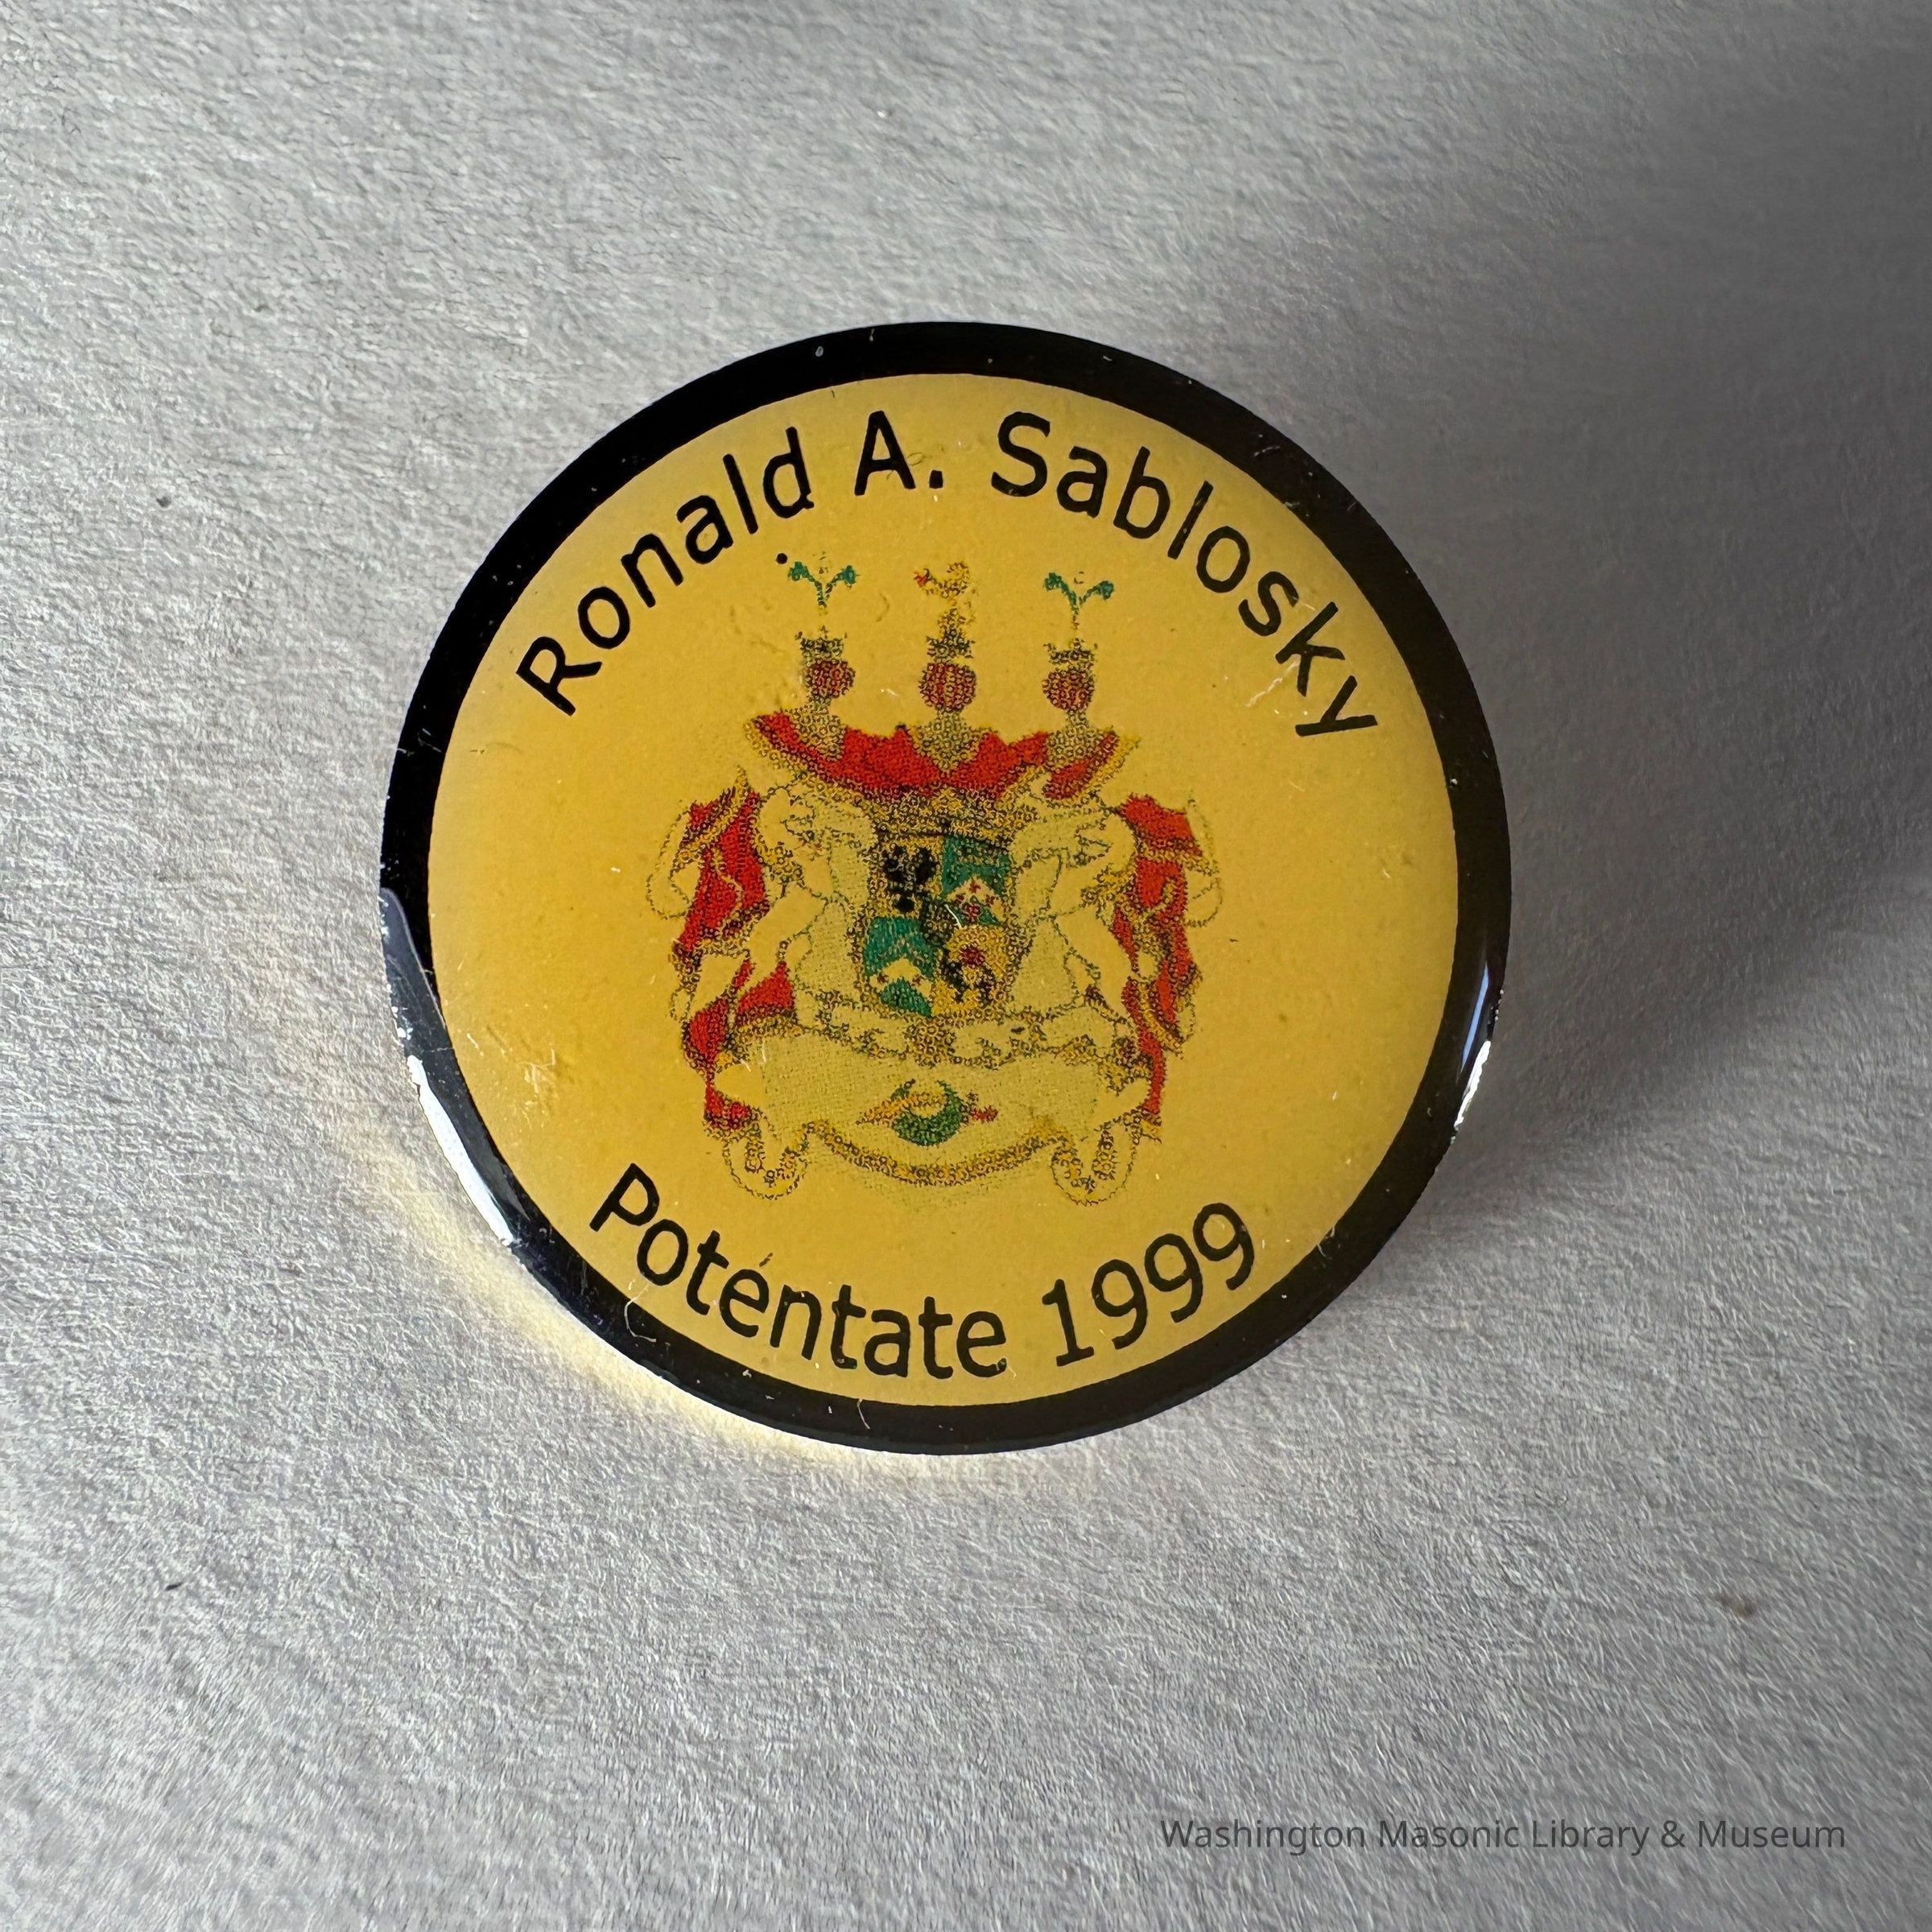 Ronald A. Sablosky
Potentate 1999
Washington Masonic Library & Museum